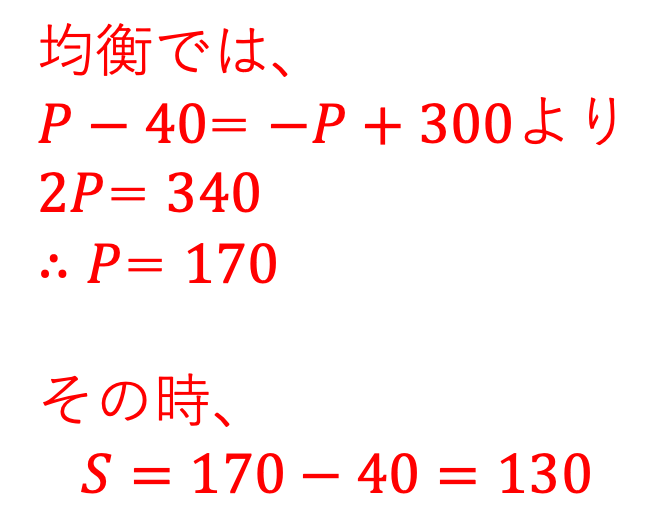 均衡では、
P − 40= −P + 300より
2P= 340
∴ P= 170
その時、
S = 170 − 40 = 130